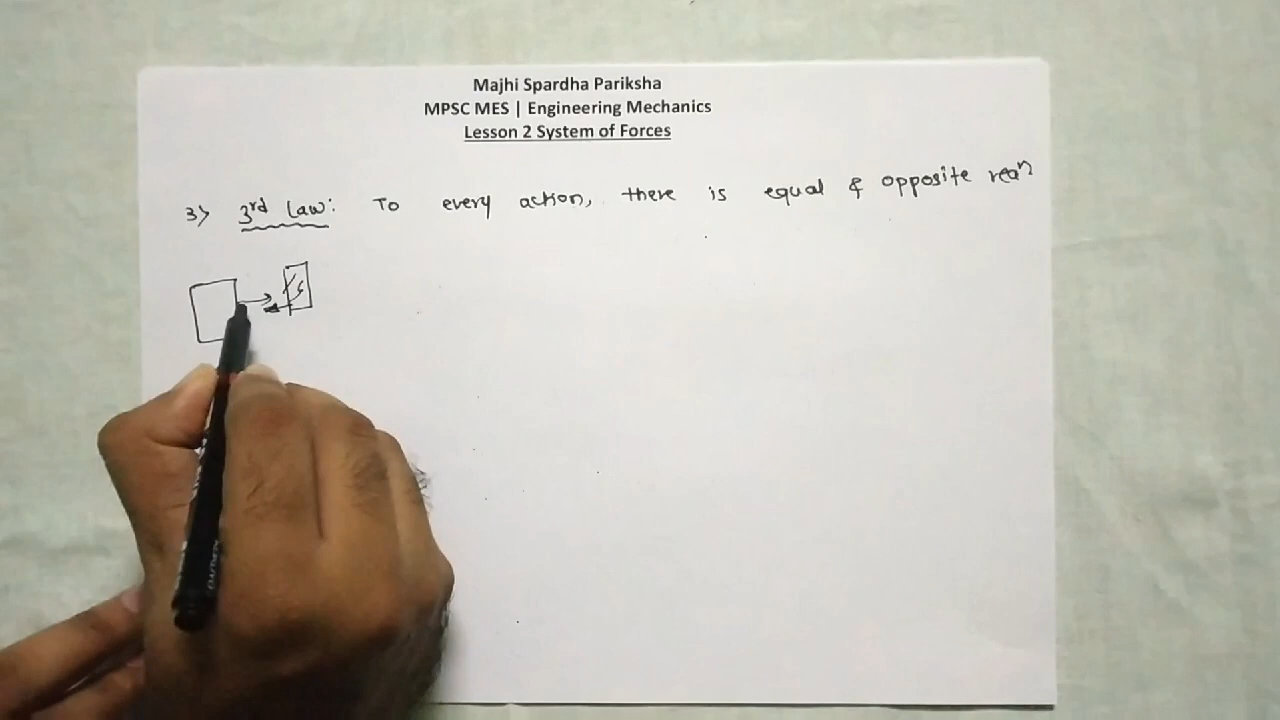 Majhi Spardha Pariksha
MPSC MES | Engineering Mechanics
Lesson 2 System of Forces
3> 3rd Law: To every action, there is equal & opposite rean